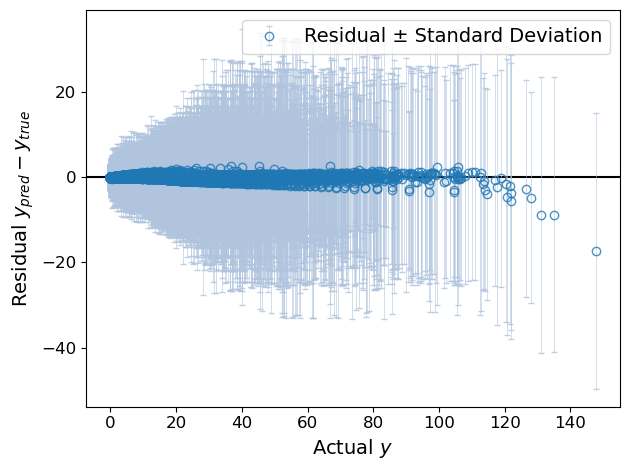 Residual ± Standard Deviation
20
0
−20
−40
Residual y_pred − y_true
0 20 40 60 80 100 120 140
Actual y